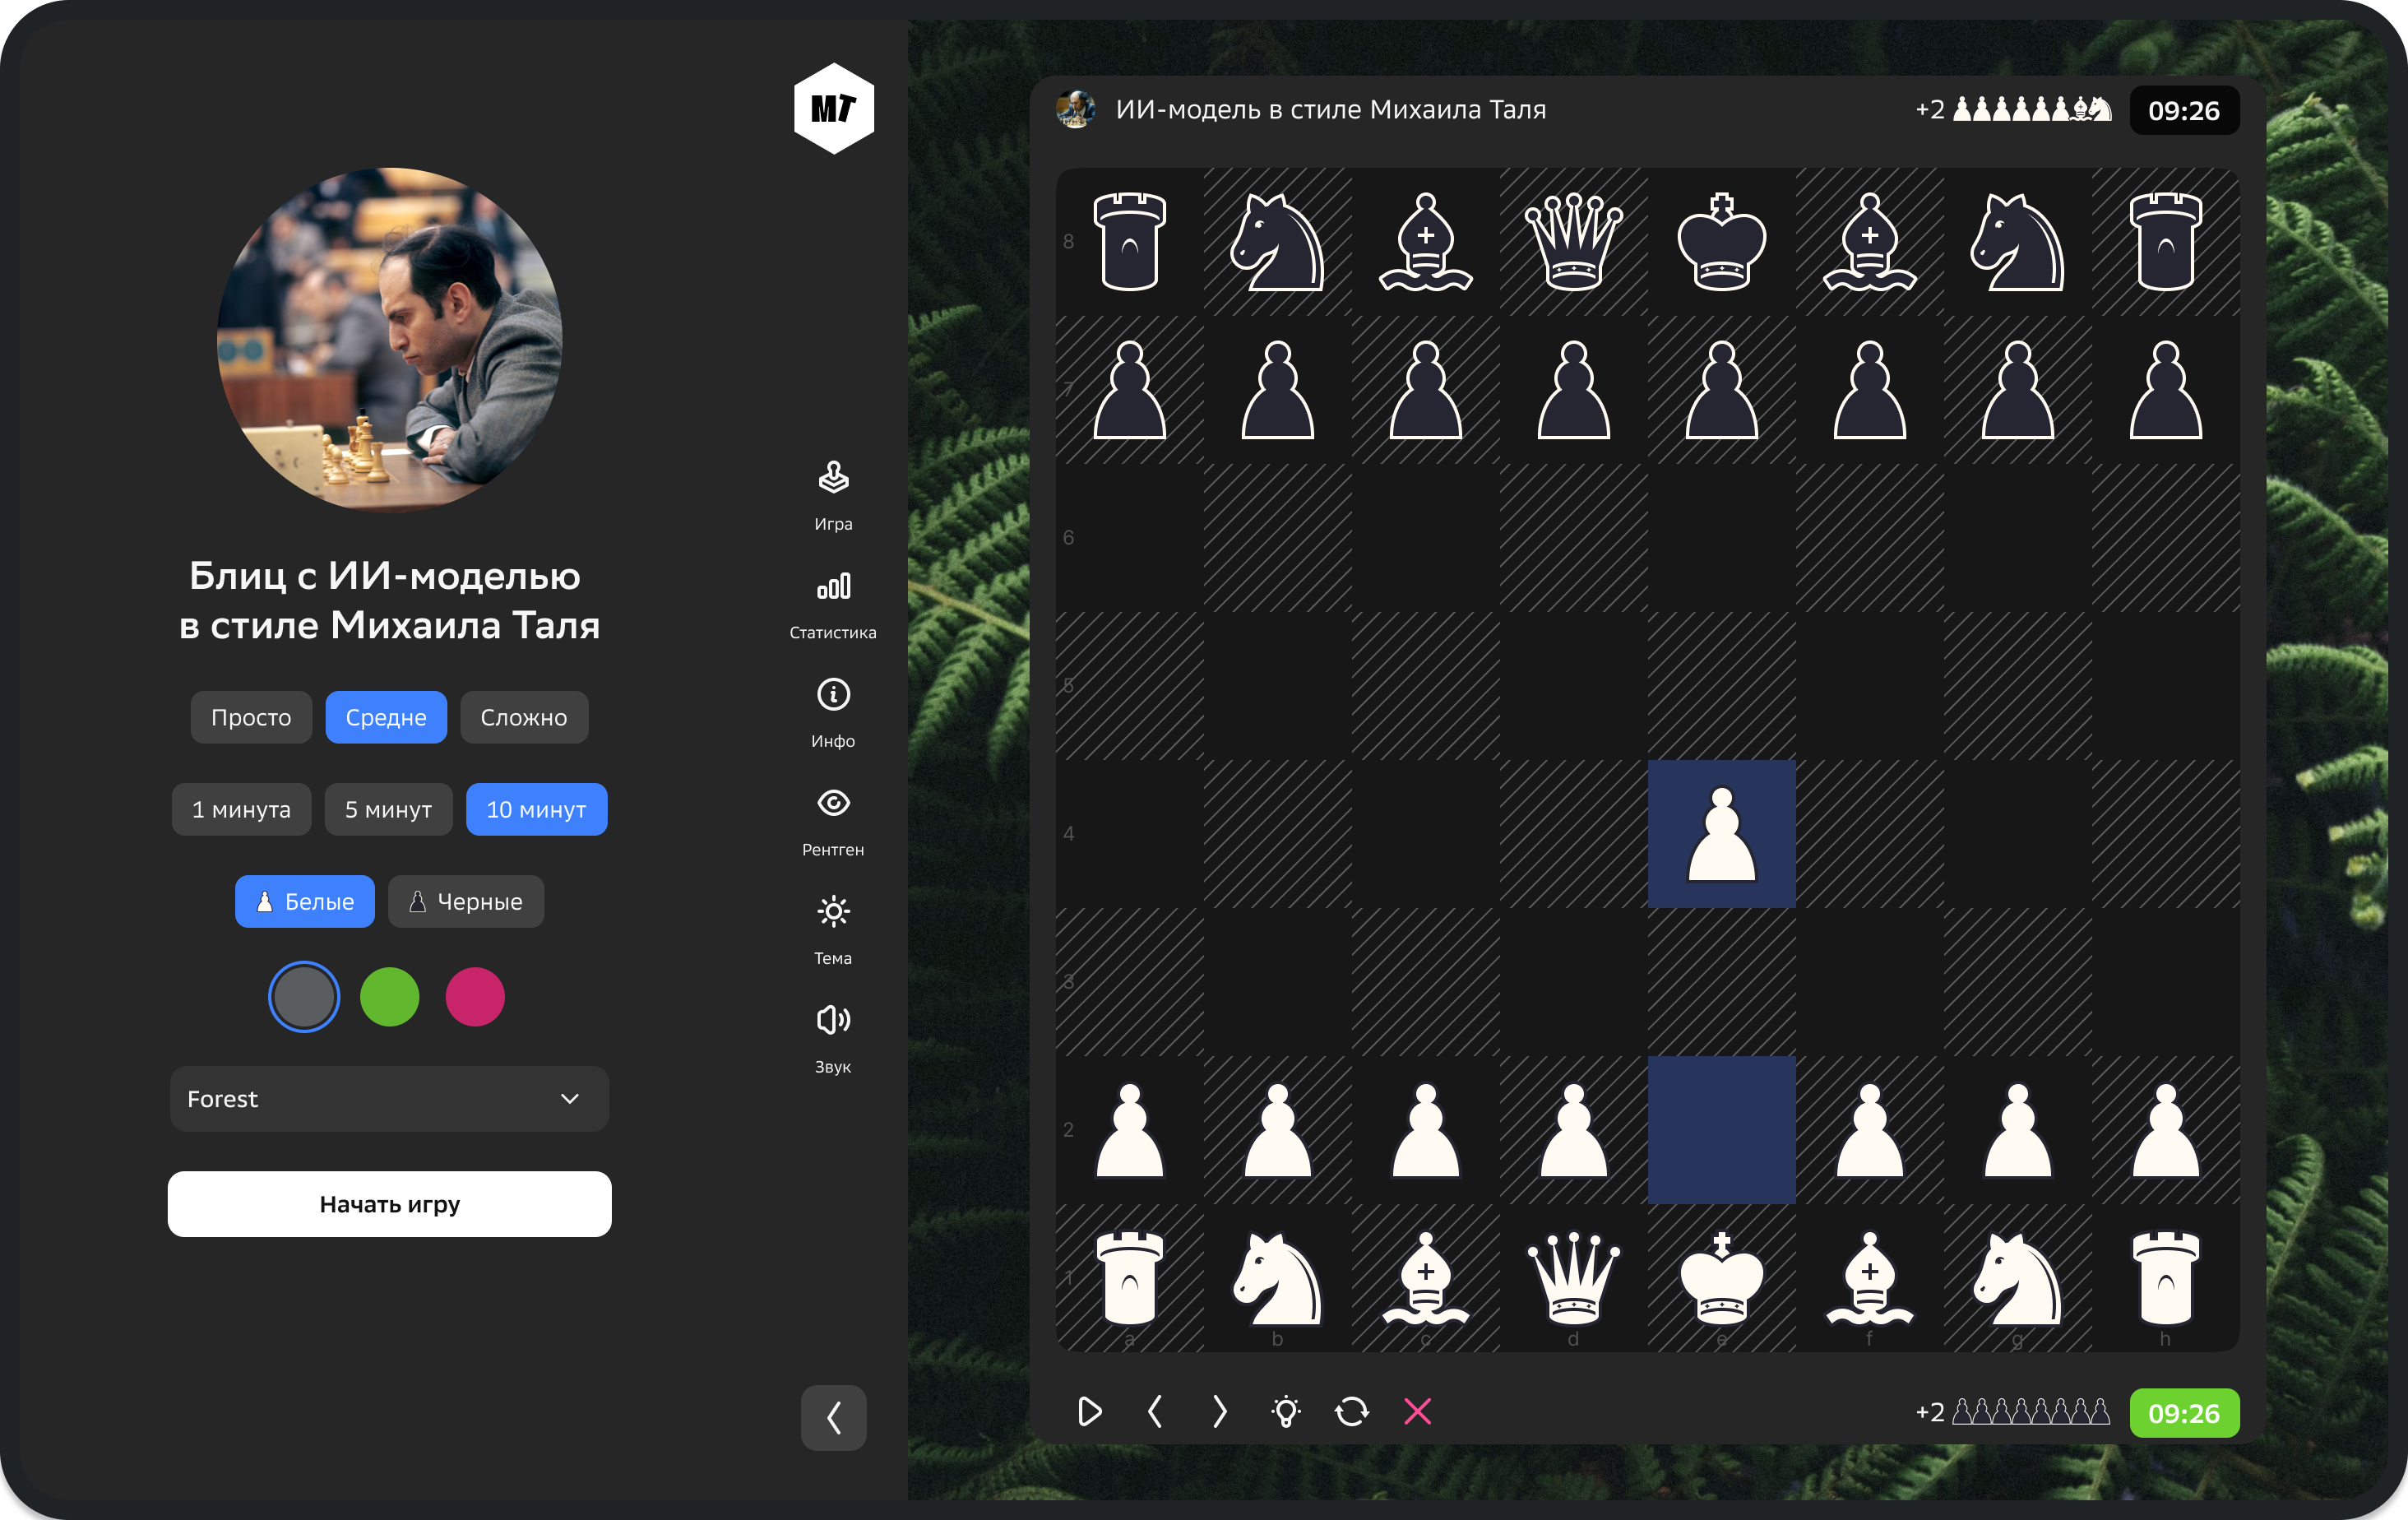 МТ
Блиц с ИИ-моделью
в стиле Михаила Таля
Просто
Средне
Сложно
1 минута
5 минут
10 минут
Белые
Черные
Forest
Начать игру
Игра
Статистика
Инфо
Рентген
Тема
Звук
ИИ-модель в стиле Михаила Таля
+2
09:26
8
7
6
5
4
3
2
1
a b c d e f g h
+2
09:26